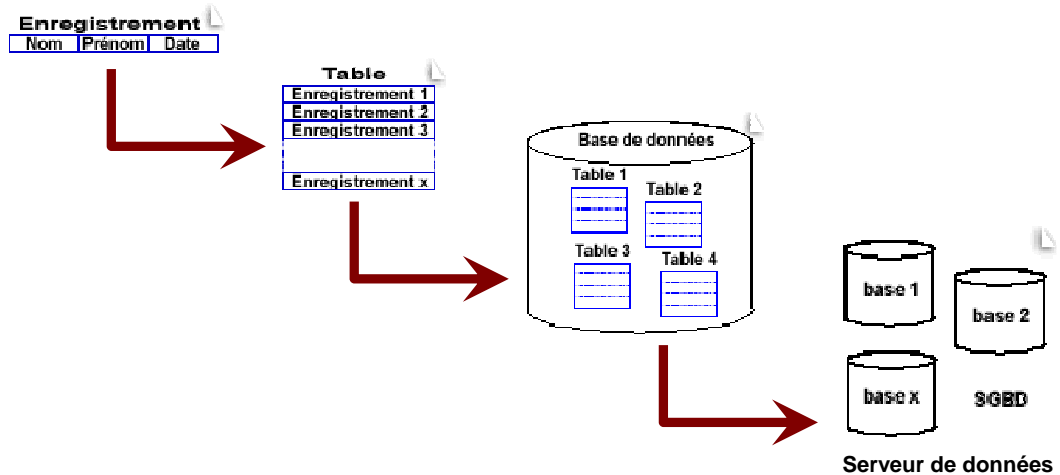 Enregistrement
Nom Prénom Date
Table
Enregistrement 1
Enregistrement 2
Enregistrement 3
Enregistrement x
Base de données
Table 1
Table 2
Table 3
Table 4
base 1
base 2
base x
SGBD
Serveur de données